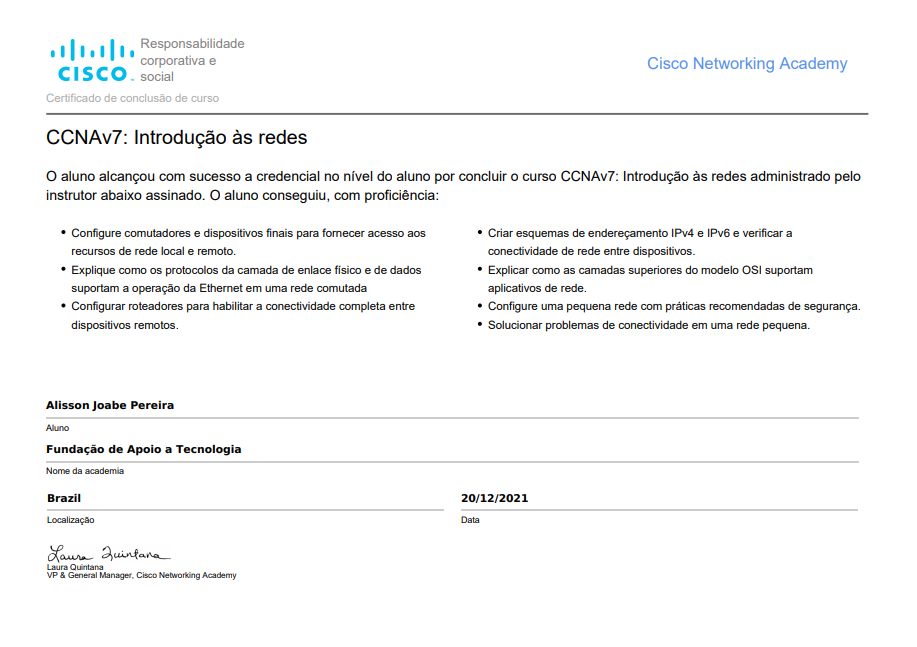 Responsabilidade
corporativa e
social
CISCO
Cisco Networking Academy
Certificado de conclusão de curso
CCNAv7: Introdução às redes
O aluno alcançou com sucesso a credencial no nível do aluno por concluir o curso CCNAv7: Introdução às redes administrado pelo
instrutor abaixo assinado. O aluno conseguiu, com proficiência:
• Configure comutadores e dispositivos finais para fornecer acesso aos
recursos de rede local e remoto.
• Explique como os protocolos da camada de enlace físico e de dados
suportam a operação da Ethernet em uma rede comutada
• Configurar roteadores para habilitar a conectividade completa entre
dispositivos remotos.
• Criar esquemas de endereçamento IPv4 e IPv6 e verificar a
conectividade de rede entre dispositivos.
• Explicar como as camadas superiores do modelo OSI suportam
aplicativos de rede.
• Configure uma pequena rede com práticas recomendadas de segurança.
• Solucionar problemas de conectividade em uma rede pequena.
Alisson Joabe Pereira
Aluno
Fundação de Apoio a Tecnologia
Nome da academia
Brazil
Localização
20/12/2021
Data
Laura Quintana
Laura Quintana
VP & General Manager, Cisco Networking Academy